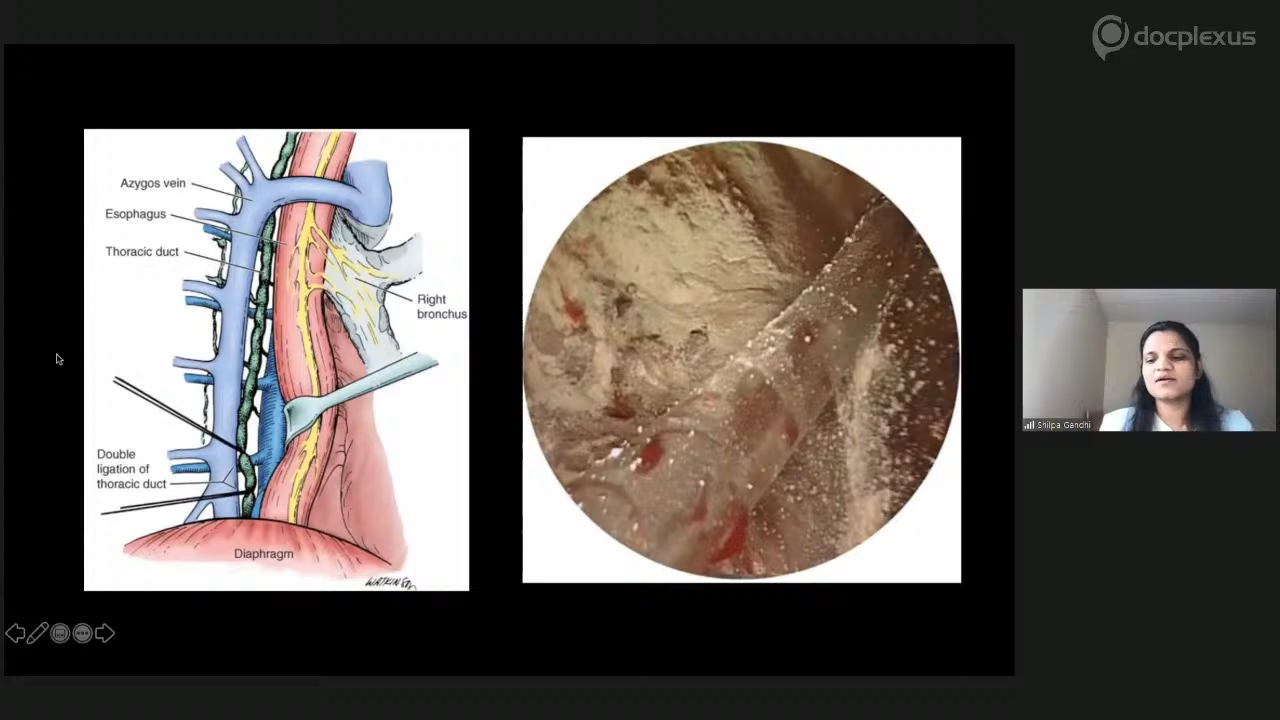 docplexus
Azygos vein
Esophagus
Thoracic duct
Right
bronchus
Double
ligation of
thoracic duct
Diaphragm
Shilpa Gandhi